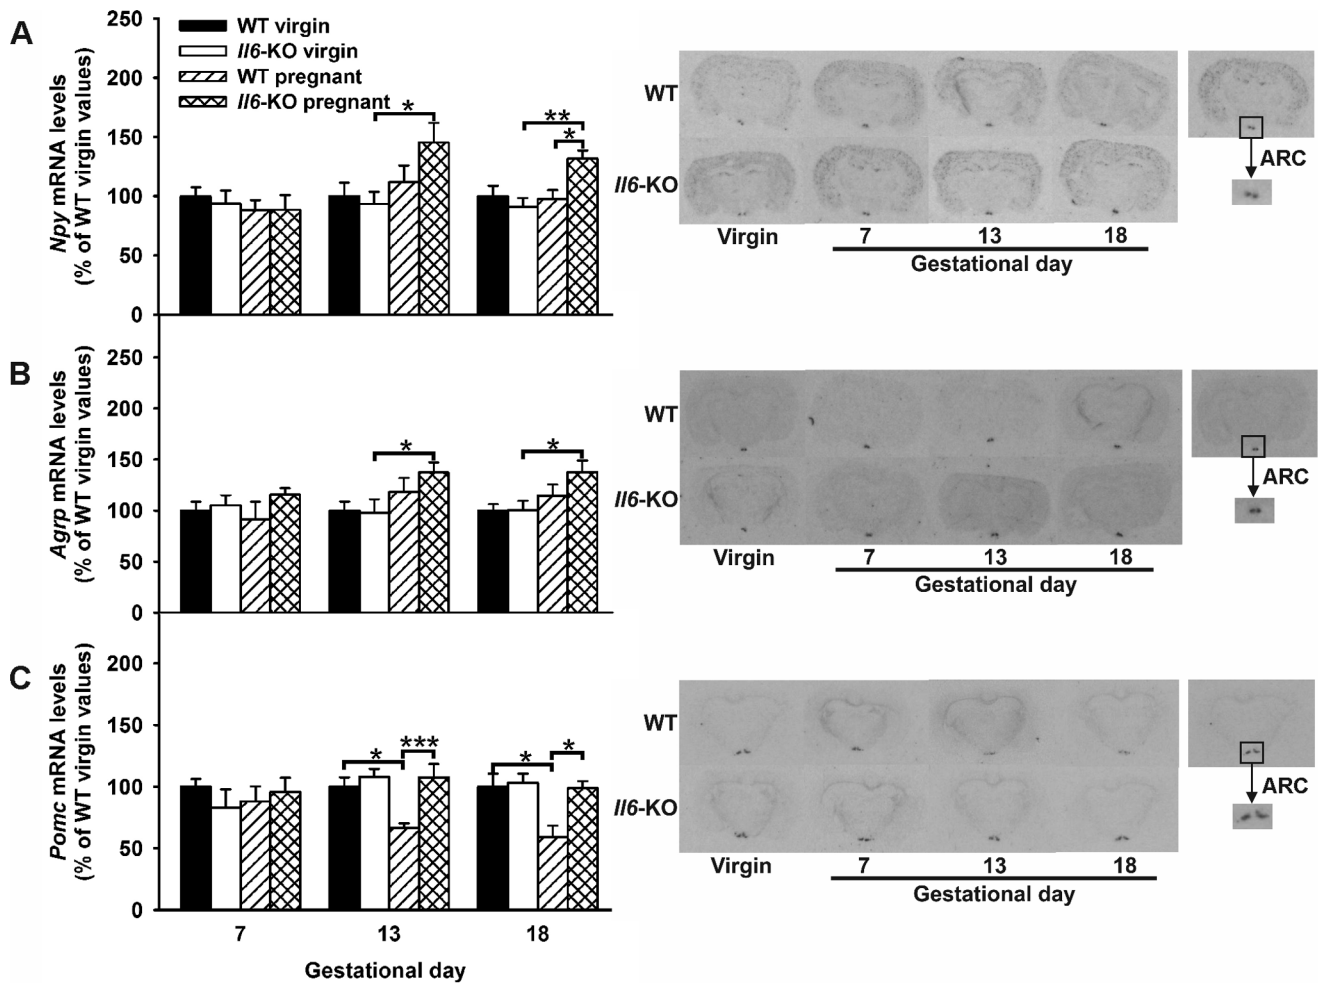 A
Npy mRNA levels
(% of WT virgin values)
250
200
150
100
50
0
WT virgin
Il6-KO virgin
WT pregnant
Il6-KO pregnant
*
**
*
WT
Il6-KO
Virgin
7
13
18
Gestational day
ARC
B
Agrp mRNA levels
(% of WT virgin values)
250
200
150
100
50
0
*
*
WT
Il6-KO
Virgin
7
13
18
Gestational day
ARC
C
Pomc mRNA levels
(% of WT virgin values)
200
150
100
50
0
*
***
*
*
7
13
18
Gestational day
WT
Il6-KO
Virgin
7
13
18
Gestational day
ARC